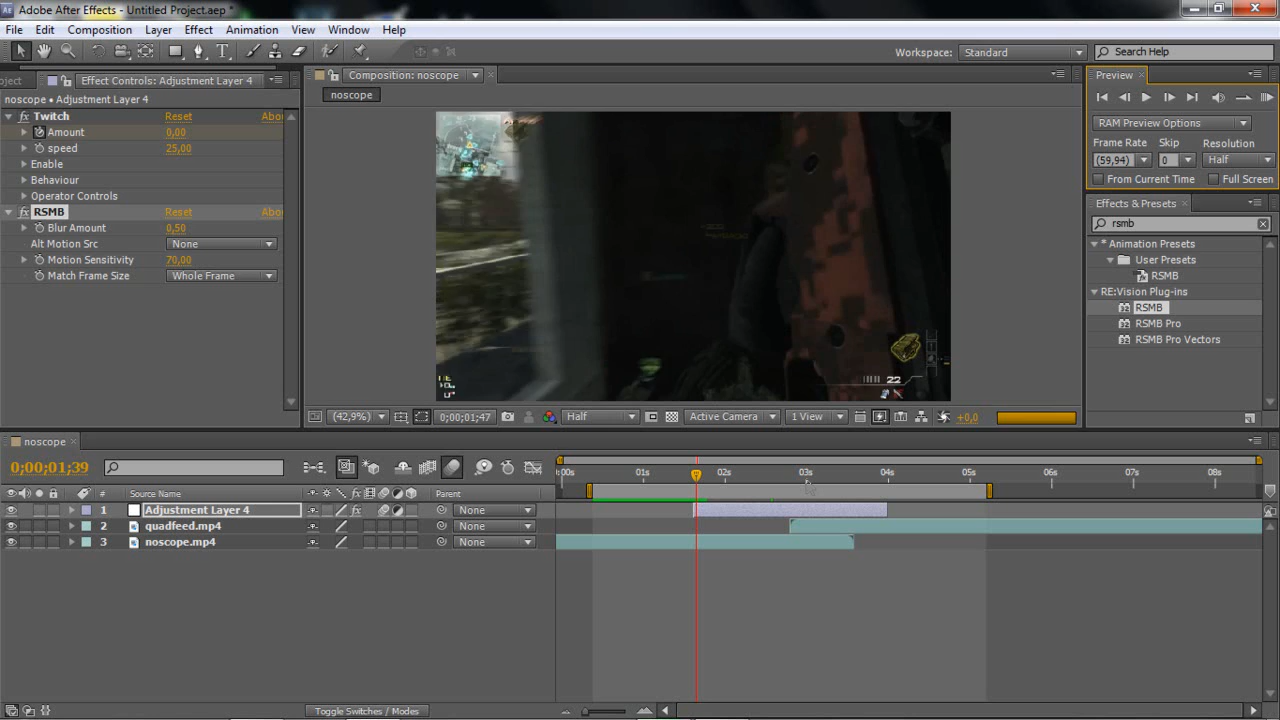 Adobe After Effects - Untitled Project.aep *
File Edit Composition Layer Effect Animation View Window Help
Workspace: Standard Search Help
oject Effect Controls: Adjustment Layer 4
noscope • Adjustment Layer 4
Twitch Reset Abou
Amount 0,00
speed 25,00
Enable
Behaviour
Operator Controls
RSMB Reset Abou
Blur Amount 0,50
Alt Motion Src None
Motion Sensitivity 70,00
Match Frame Size Whole Frame
Composition: noscope
noscope
22
(42,9%) 0;00;01;47 Half Active Camera 1 View +0,0
Preview
RAM Preview Options
Frame Rate Skip Resolution
(59,94) 0 Half
From Current Time Full Screen
Effects & Presets
rsmb
* Animation Presets
User Presets
RSMB
RE:Vision Plug-ins
RSMB
RSMB Pro
RSMB Pro Vectors
noscope
0;00;01;39
:00s 01s 02s 03s 04s 05s 06s 07s 08s
# Source Name Parent
1 Adjustment Layer 4 None
2 quadfeed.mp4 None
3 noscope.mp4 None
Toggle Switches / Modes